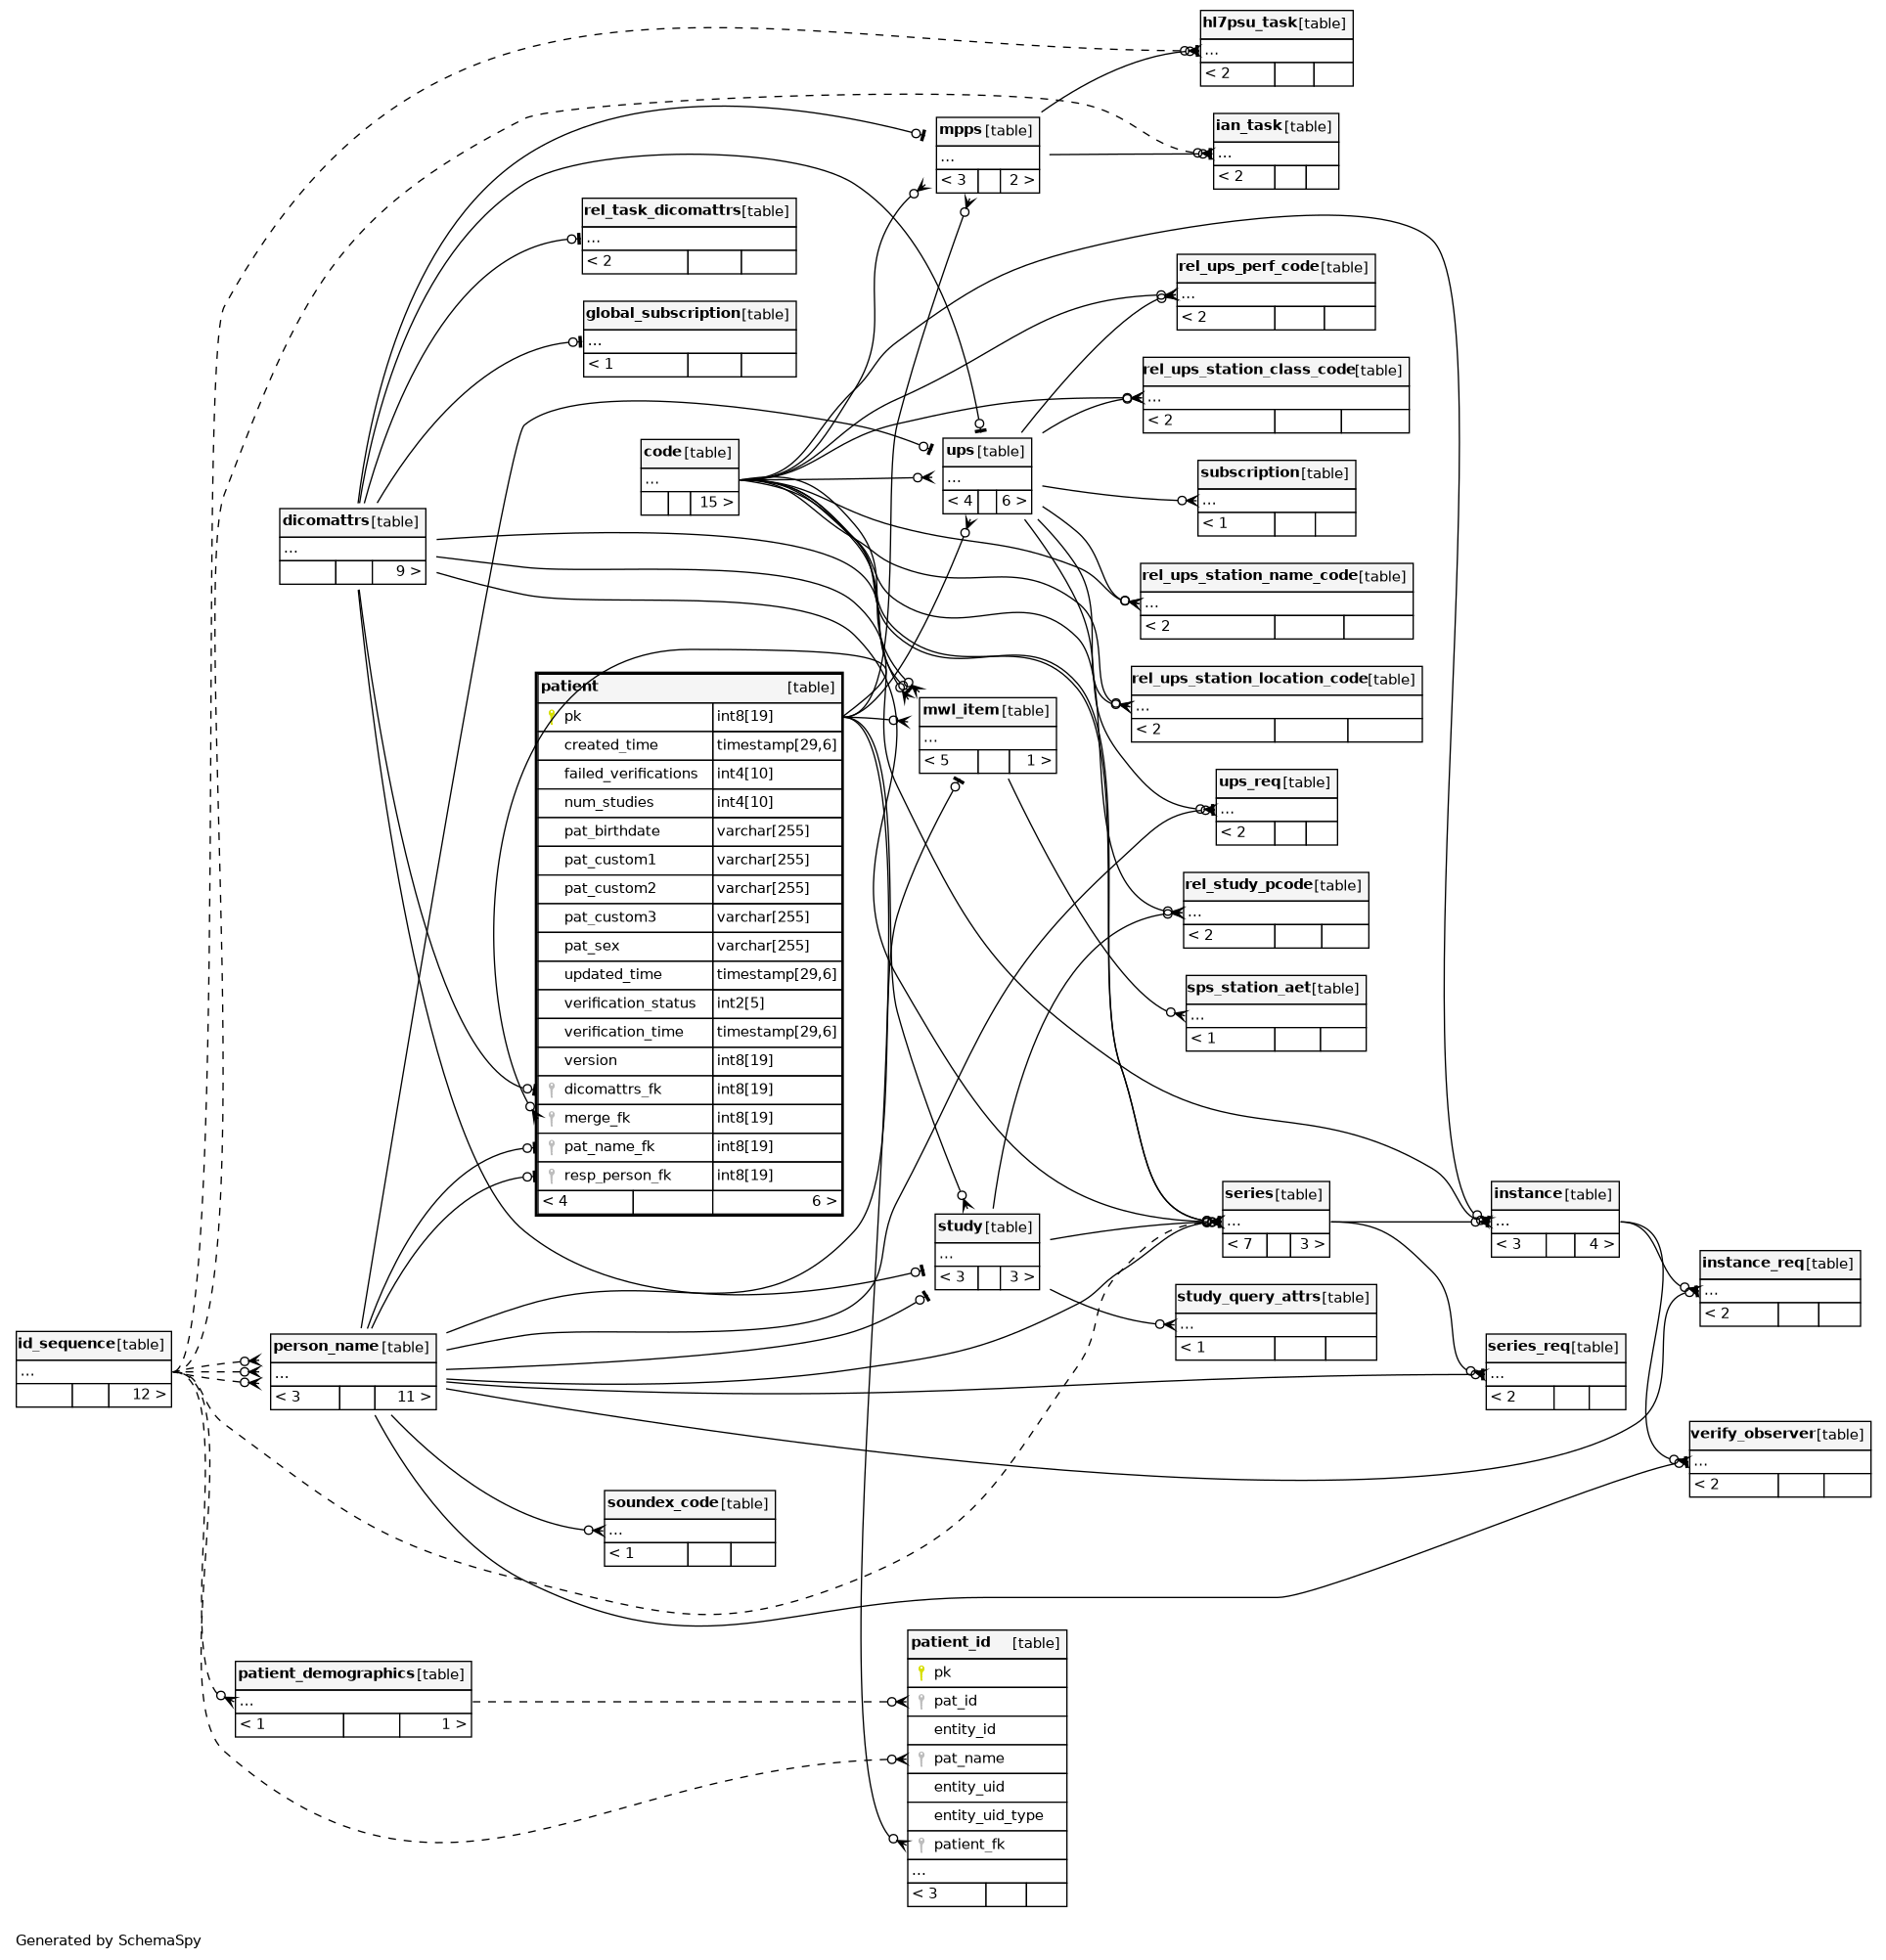 hl7psu_task [table]
...
< 2
mpps [table]
...
< 3 2 >
ian_task [table]
...
< 2
rel_task_dicomattrs [table]
...
< 2
rel_ups_perf_code [table]
...
< 2
global_subscription [table]
...
< 1
rel_ups_station_class_code [table]
...
< 2
code [table]
...
15 >
ups [table]
...
< 4 6 >
subscription [table]
...
< 1
dicomattrs [table]
...
9 >
rel_ups_station_name_code [table]
...
< 2
patient [table]
pk int8[19]
created_time timestamp[29,6]
failed_verifications int4[10]
num_studies int4[10]
pat_birthdate varchar[255]
pat_custom1 varchar[255]
pat_custom2 varchar[255]
pat_custom3 varchar[255]
pat_sex varchar[255]
updated_time timestamp[29,6]
verification_status int2[5]
verification_time timestamp[29,6]
version int8[19]
dicomattrs_fk int8[19]
merge_fk int8[19]
pat_name_fk int8[19]
resp_person_fk int8[19]
< 4 6 >
mwl_item [table]
...
< 5 1 >
rel_ups_station_location_code [table]
...
< 2
ups_req [table]
...
< 2
rel_study_pcode [table]
...
< 2
sps_station_aet [table]
...
< 1
series [table]
...
< 7 3 >
instance [table]
...
< 3 4 >
study [table]
...
< 3 3 >
instance_req [table]
...
< 2
study_query_attrs [table]
...
< 1
id_sequence [table]
...
12 >
person_name [table]
...
< 3 11 >
series_req [table]
...
< 2
verify_observer [table]
...
< 2
soundex_code [table]
...
< 1
patient_demographics [table]
...
< 1 1 >
patient_id [table]
pk
pat_id
entity_id
pat_name
entity_uid
entity_uid_type
patient_fk
...
< 3
Generated by SchemaSpy